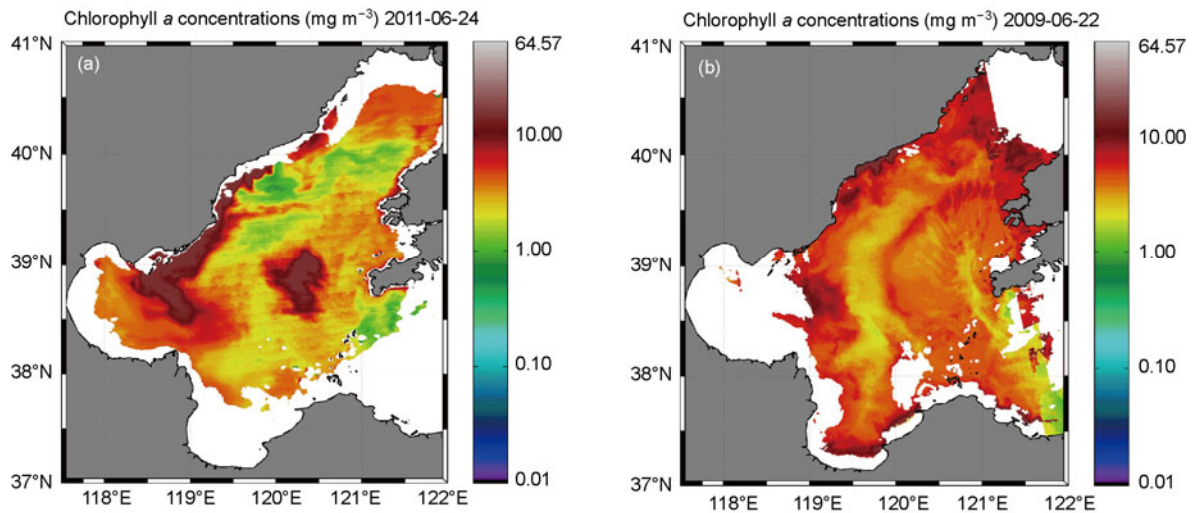 Chlorophyll a concentrations (mg m⁻³) 2011-06-24
(a)
41°N
40°N
39°N
38°N
37°N
118°E 119°E 120°E 121°E 122°E
64.57
10.00
1.00
0.10
0.01
Chlorophyll a concentrations (mg m⁻³) 2009-06-22
(b)
41°N
40°N
39°N
38°N
37°N
118°E 119°E 120°E 121°E 122°E
64.57
10.00
1.00
0.10
0.01